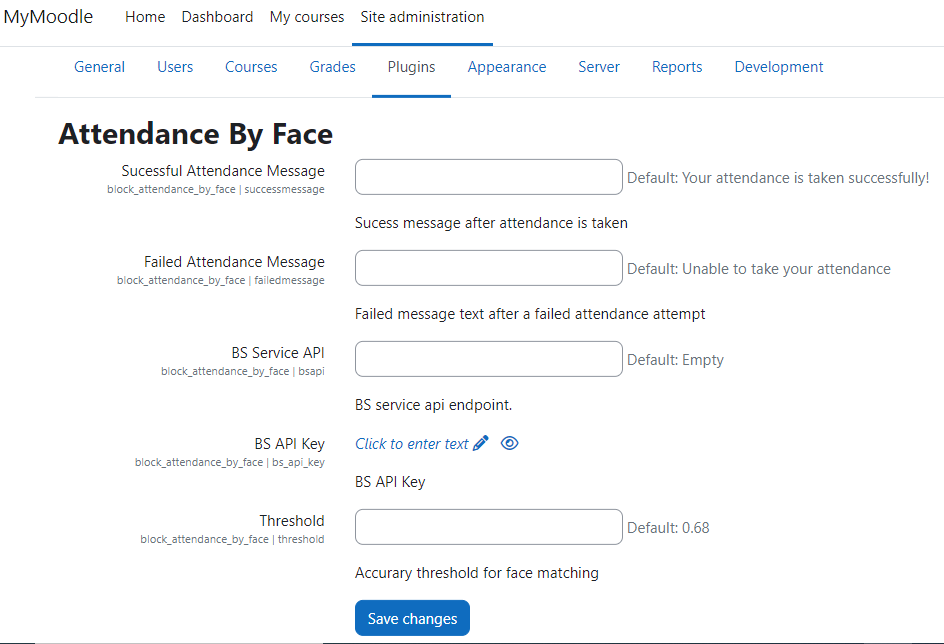 MyMoodle Home Dashboard My courses Site administration
General Users Courses Grades Plugins Appearance Server Reports Development
Attendance By Face
Sucessful Attendance Message
block_attendance_by_face | successmessage
Default: Your attendance is taken successfully!
Sucess message after attendance is taken
Failed Attendance Message
block_attendance_by_face | failedmessage
Default: Unable to take your attendance
Failed message text after a failed attendance attempt
BS Service API
block_attendance_by_face | bsapi
Default: Empty
BS service api endpoint.
BS API Key
block_attendance_by_face | bs_api_key
Click to enter text
BS API Key
Threshold
block_attendance_by_face | threshold
Default: 0.68
Accurary threshold for face matching
Save changes